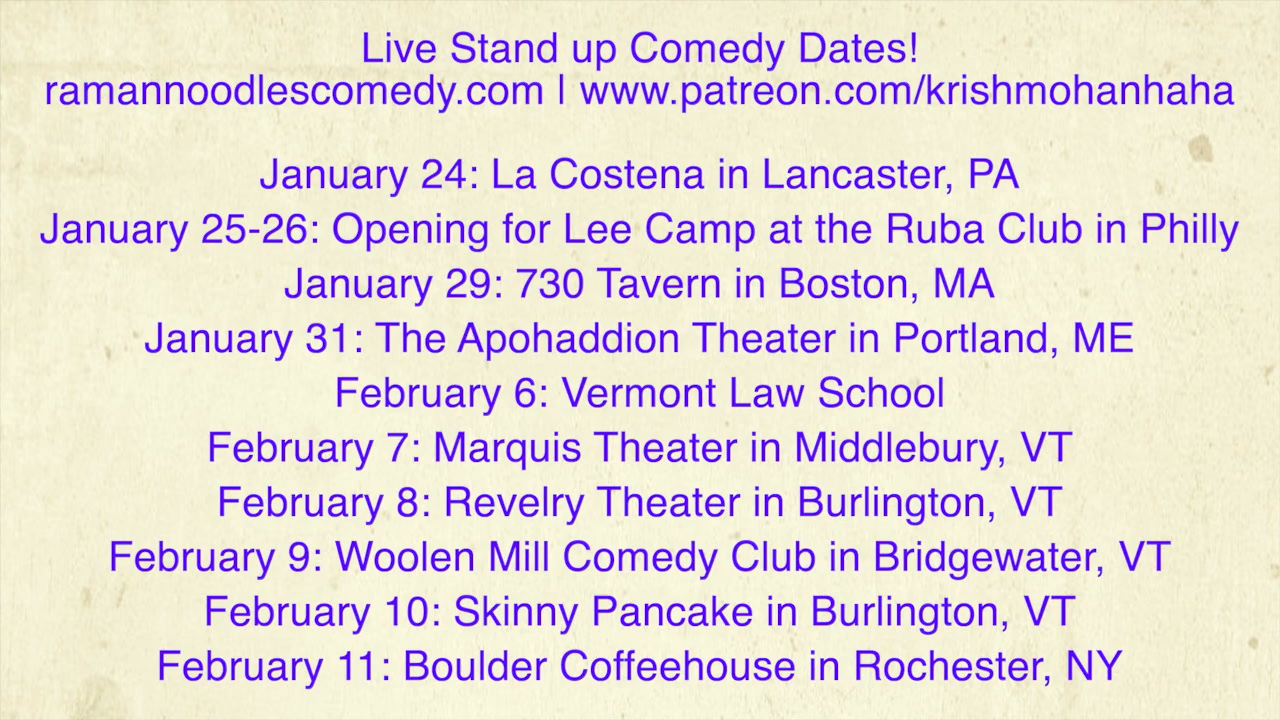 Live Stand up Comedy Dates!
ramannoodlescomedy.com | www.patreon.com/krishmohanhaha
January 24: La Costena in Lancaster, PA
January 25-26: Opening for Lee Camp at the Ruba Club in Philly
January 29: 730 Tavern in Boston, MA
January 31: The Apohaddion Theater in Portland, ME
February 6: Vermont Law School
February 7: Marquis Theater in Middlebury, VT
February 8: Revelry Theater in Burlington, VT
February 9: Woolen Mill Comedy Club in Bridgewater, VT
February 10: Skinny Pancake in Burlington, VT
February 11: Boulder Coffeehouse in Rochester, NY